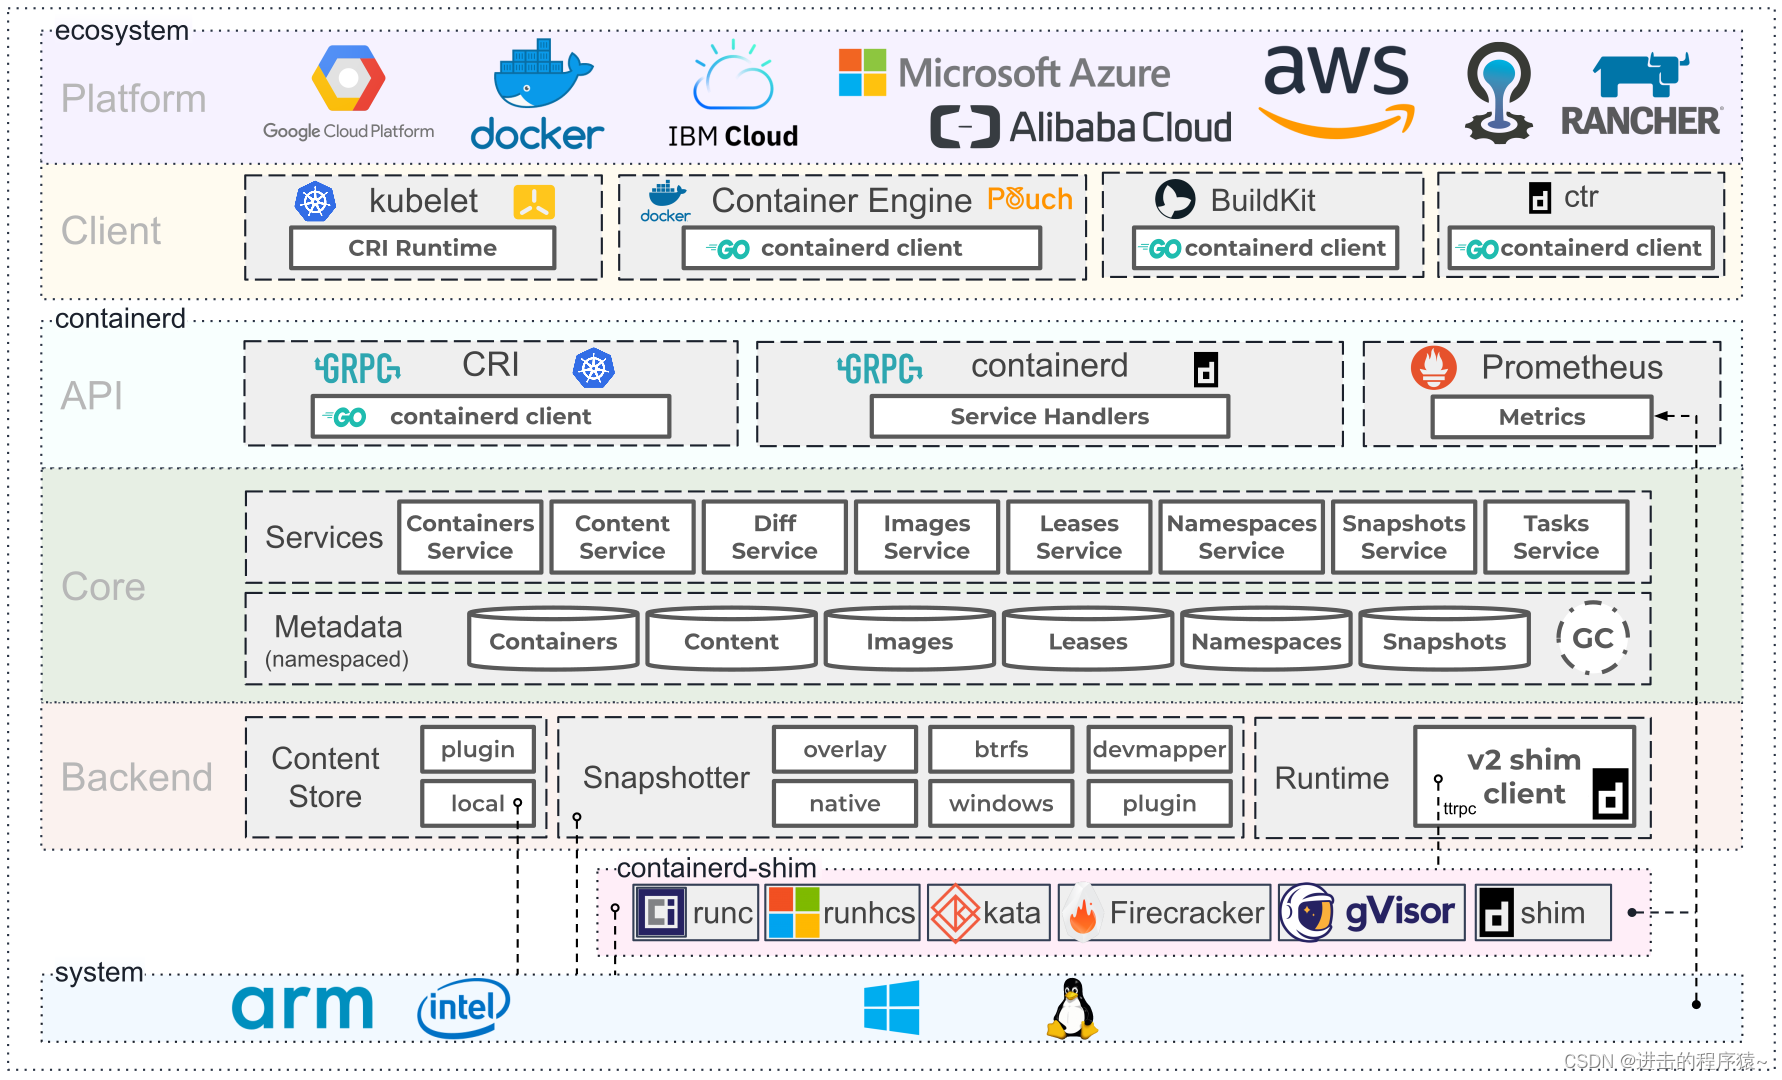 ecosystem
Platform
Google Cloud Platform
docker
IBM Cloud
Microsoft Azure
Alibaba Cloud
aws
RANCHER®
Client
kubelet
CRI Runtime
docker
Container Engine
Pouch
GO containerd client
BuildKit
GO containerd client
ctr
GO containerd client
containerd
API
GRPC
CRI
GO containerd client
GRPC
containerd
d
Service Handlers
Prometheus
Metrics
Core
Services
Containers
Service
Content
Service
Diff
Service
Images
Service
Leases
Service
Namespaces
Service
Snapshots
Service
Tasks
Service
Metadata
(namespaced)
Containers
Content
Images
Leases
Namespaces
Snapshots
GC
Backend
Content
Store
plugin
local
Snapshotter
overlay
btrfs
devmapper
native
windows
plugin
Runtime
v2 shim
client
ttrpc
d
containerd-shim
runc
runhcs
kata
Firecracker
gVisor
d
shim
system
arm
intel
CSDN @进击的程序猿~